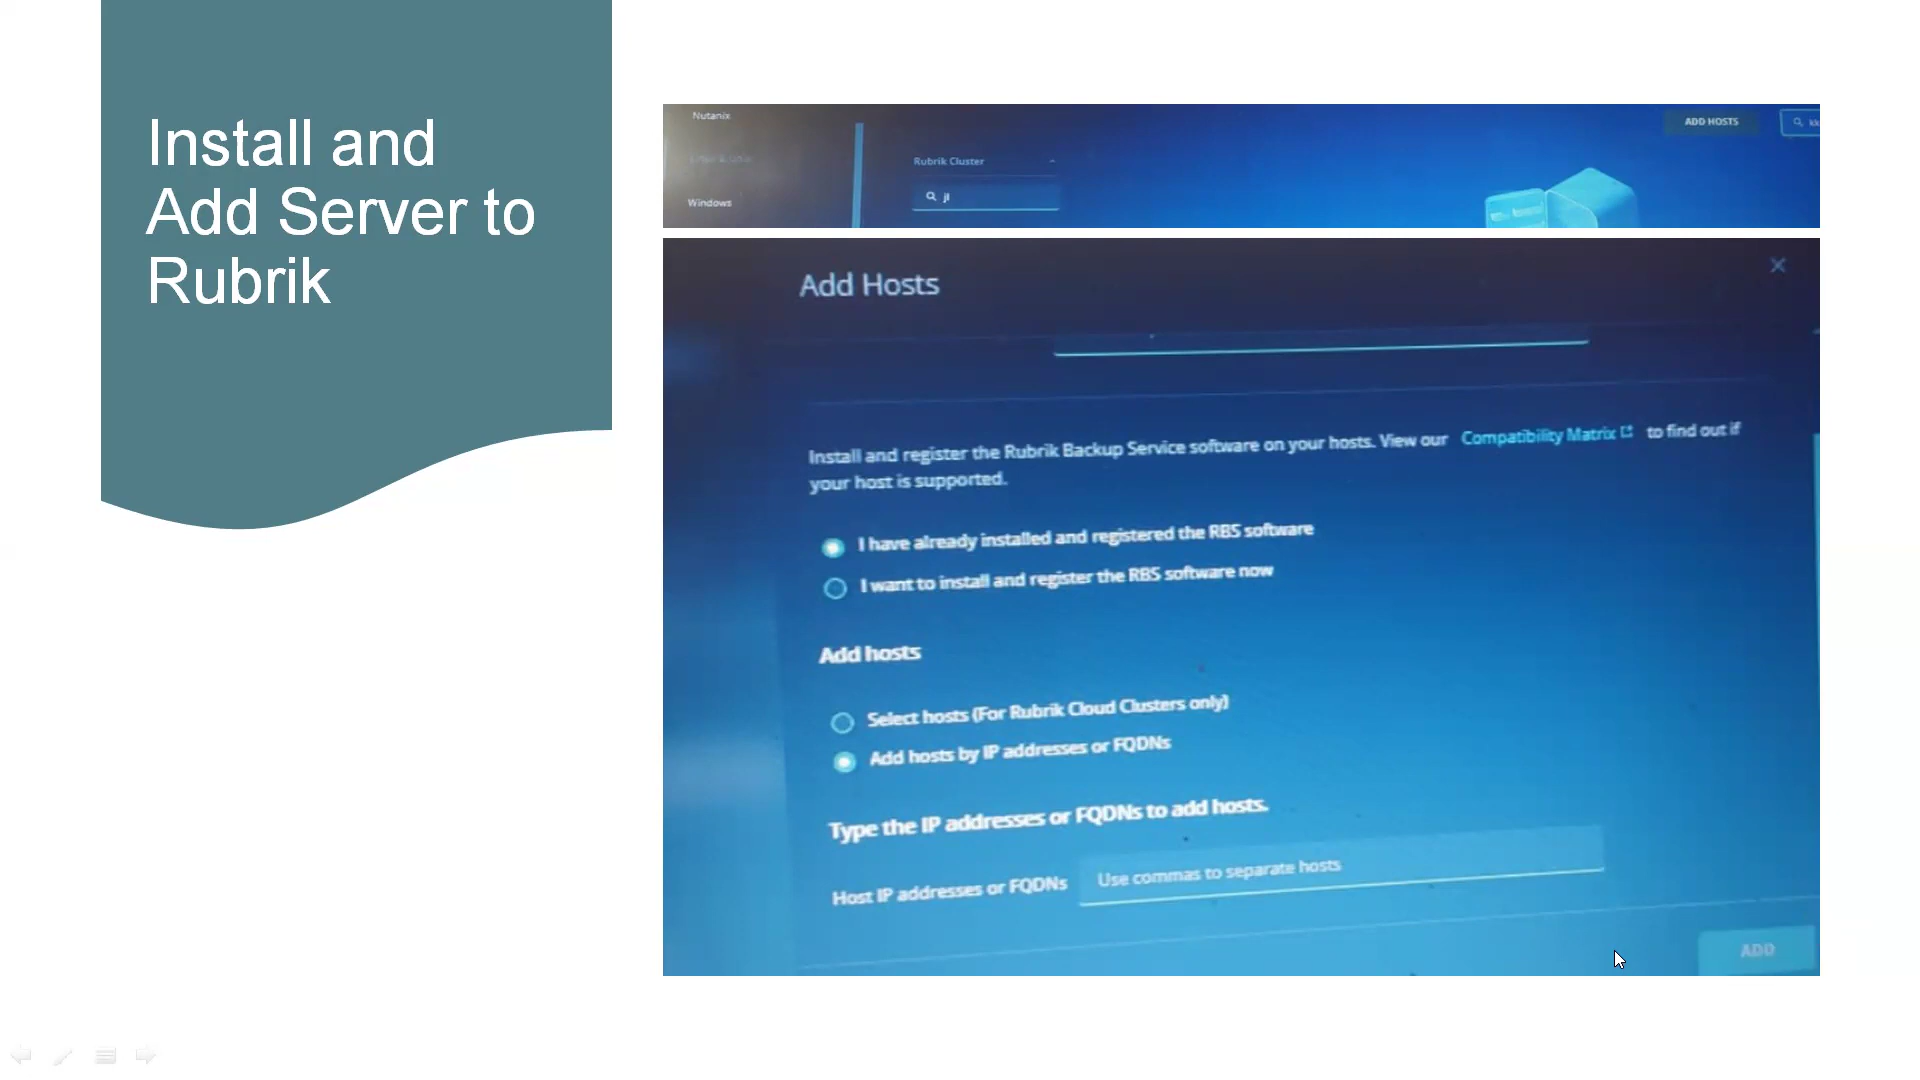 Install and
Add Server to
Rubrik
Nutanix
ADD HOSTS
Rubrik Cluster
jl
Windows
Add Hosts
Install and register the Rubrik Backup Service software on your hosts. View our Compatibility Matrix to find out if
your host is supported.
I have already installed and registered the RBS software
I want to install and register the RBS software now
Add hosts
Select hosts (For Rubrik Cloud Clusters only)
Add hosts by IP addresses or FQDNs
Type the IP addresses or FQDNs to add hosts.
Host IP addresses or FQDNs
Use commas to separate hosts
ADD